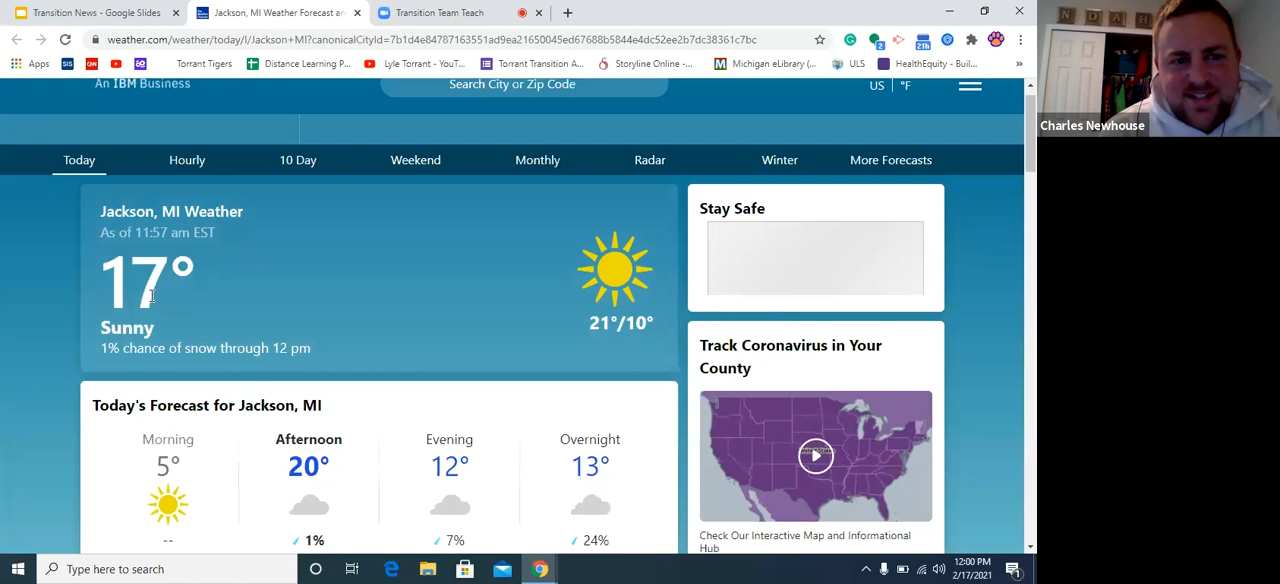 Transition News - Google Slides
Jackson, MI Weather Forecast an
Transition Team Teach
weather.com/weather/today/l/Jackson+MI?canonicalCityId=7b1d4e84787163551ad9ea21650045ed67688b5844e4dc52ee2b7dc38361c7bc
Apps
SIS
Torrant Tigers
Distance Learning P...
Lyle Torrant - YouT...
Torrant Transition A...
Storyline Online -...
Michigan eLibrary (...
ULS
HealthEquity - Buil...
»
An IBM Business
Search City or Zip Code
US | °F
Today
Hourly
10 Day
Weekend
Monthly
Radar
Winter
More Forecasts
Jackson, MI Weather
As of 11:57 am EST
17°
Sunny
1% chance of snow through 12 pm
21°/10°
Stay Safe
Track Coronavirus in Your
County
Check Our Interactive Map and Informational
Hub
Today's Forecast for Jackson, MI
Morning
5°
--
Afternoon
20°
1%
Evening
12°
7%
Overnight
13°
24%
Type here to search
12:00 PM
2/17/2021
NOAH
Charles Newhouse